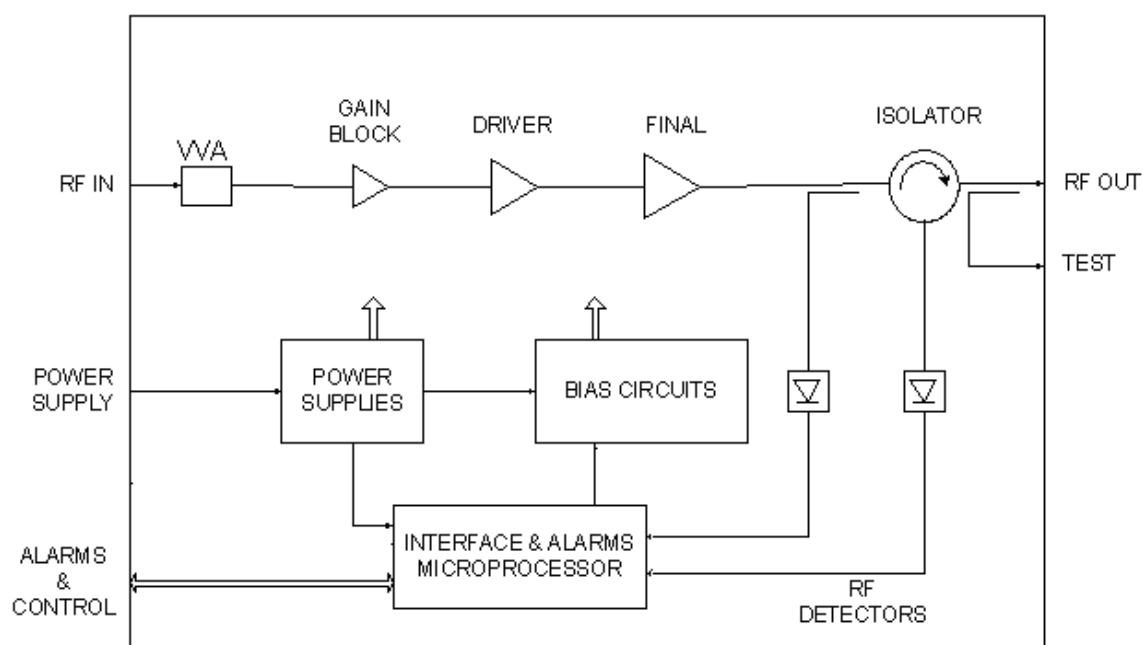 GAIN
BLOCK
DRIVER
FINAL
ISOLATOR
VVA
RF IN
RF OUT
TEST
POWER
SUPPLY
POWER
SUPPLIES
BIAS CIRCUITS
INTERFACE & ALARMS
MICROPROCESSOR
ALARMS
&
CONTROL
RF
DETECTORS